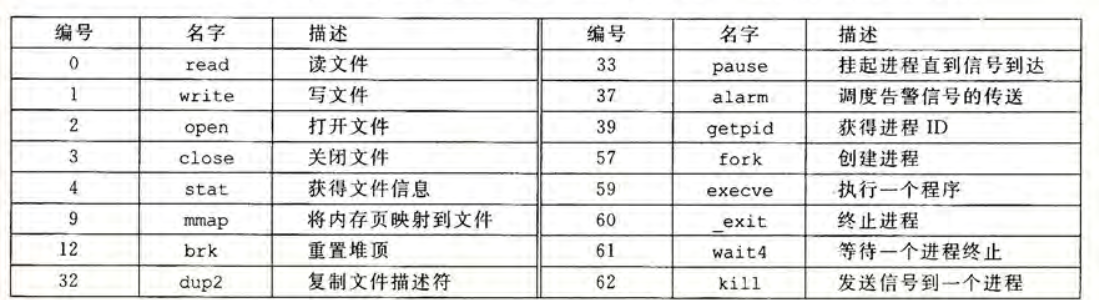 编号 名字 描述 编号 名字 描述
0 read 读文件 33 pause 挂起进程直到信号到达
1 write 写文件 37 alarm 调度告警信号的传送
2 open 打开文件 39 getpid 获得进程 ID
3 close 关闭文件 57 fork 创建进程
4 stat 获得文件信息 59 execve 执行一个程序
9 mmap 将内存页映射到文件 60 _exit 终止进程
12 brk 重置堆顶 61 wait4 等待一个进程终止
32 dup2 复制文件描述符 62 kill 发送信号到一个进程